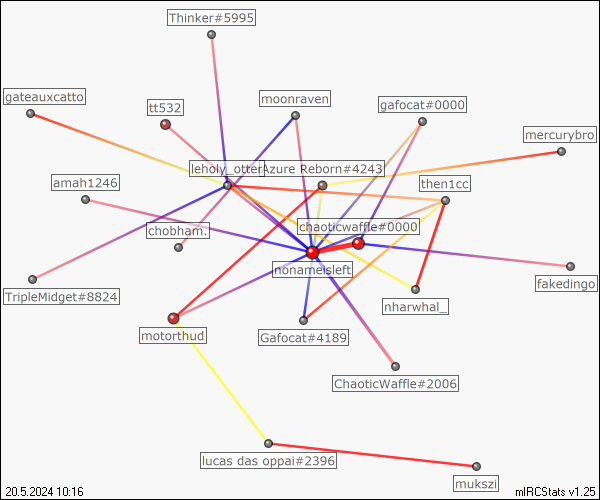 Thinker#5995
gateauxcatto
tt532
moonraven
gafocat#0000
mercurybro
leholy_otter
Azure Reborn#4243
amah1246
then1cc
chobham.
chaoticwaffle#0000
nonameisleft
fakedingo
TripleMidget#8824
nharwhal_
motorthud
Gafocat#4189
ChaoticWaffle#2006
lucas das oppai#2396
mukszi
20.5.2024 10:16
mIRCStats v1.25